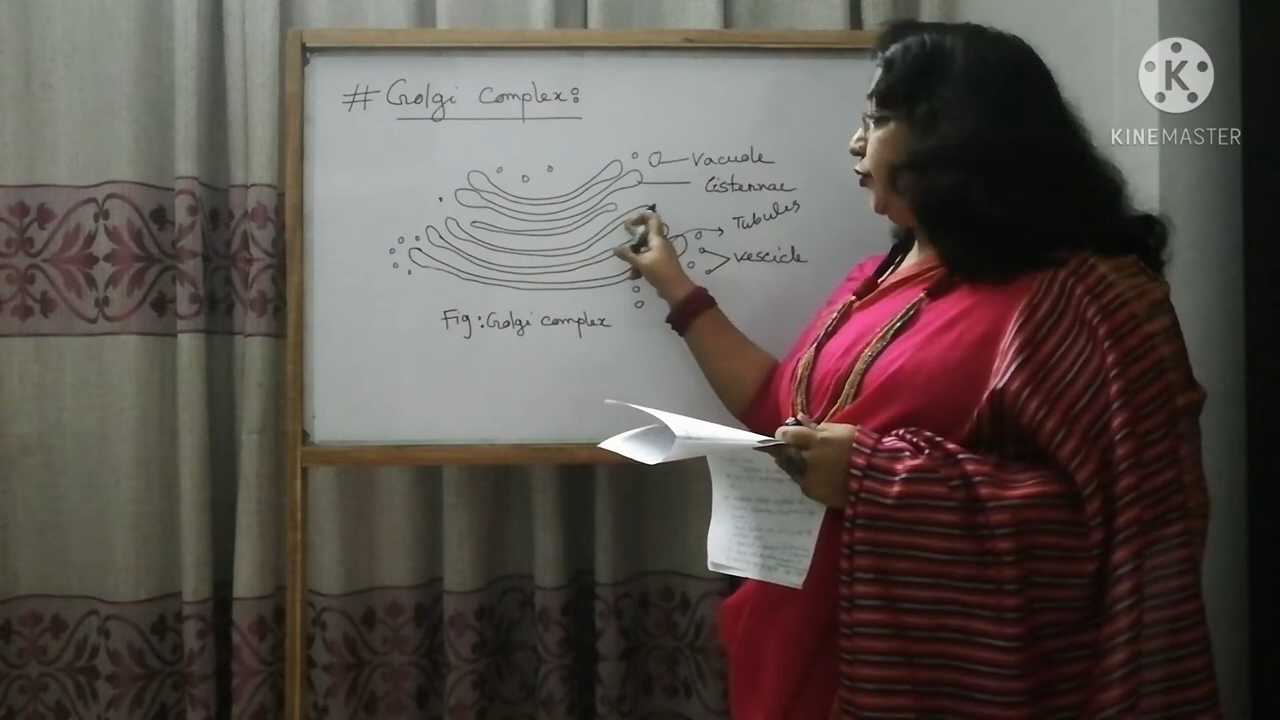 # Golgi Complex:
Vacuole
Cisternae
Tubules
vescicle
Fig: Golgi complex
K
KINEMASTER